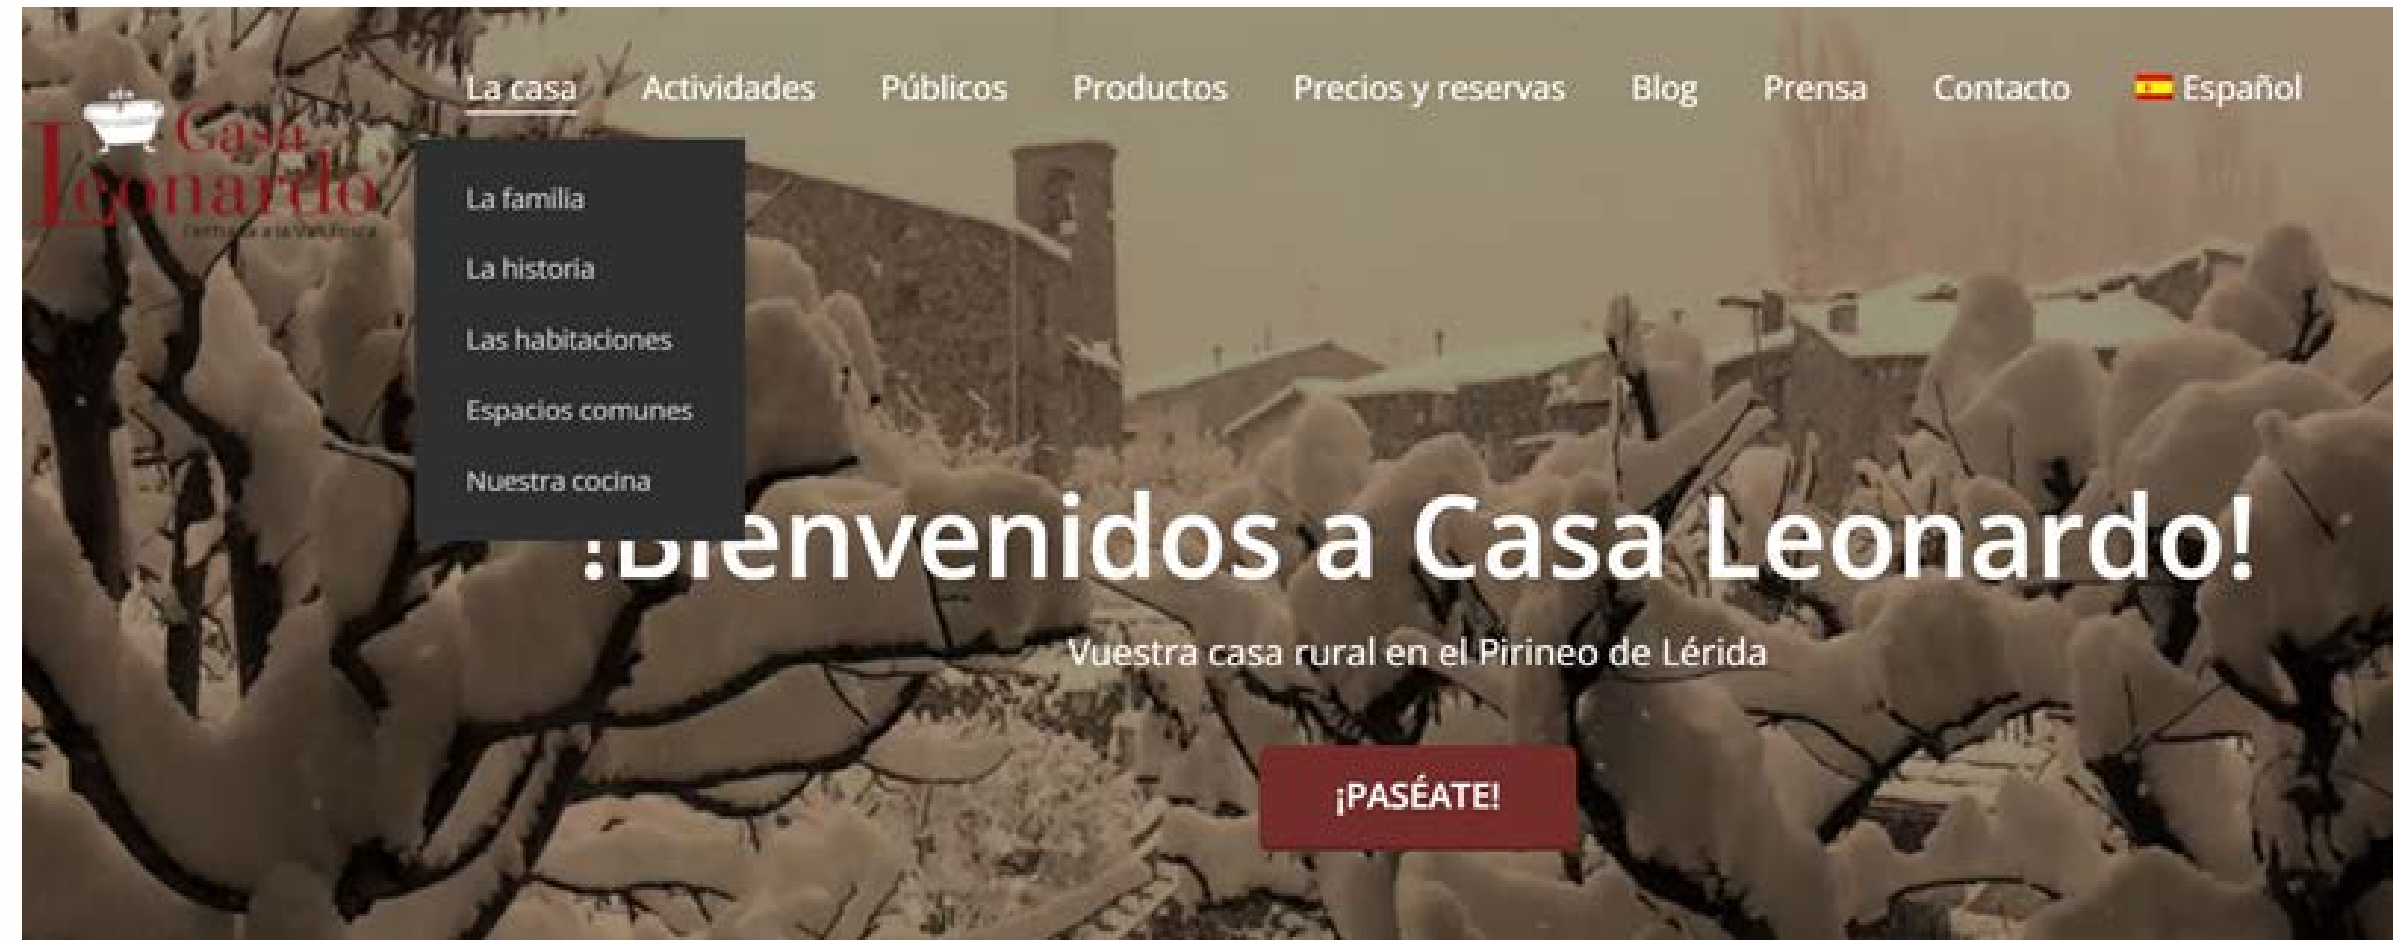 La casa Actividades Públicos Productos Precios y reservas Blog Prensa Contacto Español
Casa
Leonardo
La familia
La historia
Las habitaciones
Espacios comunes
Nuestra cocina
¡Bienvenidos a Casa Leonardo!
Vuestra casa rural en el Pirineo de Lérida
¡PASÉATE!